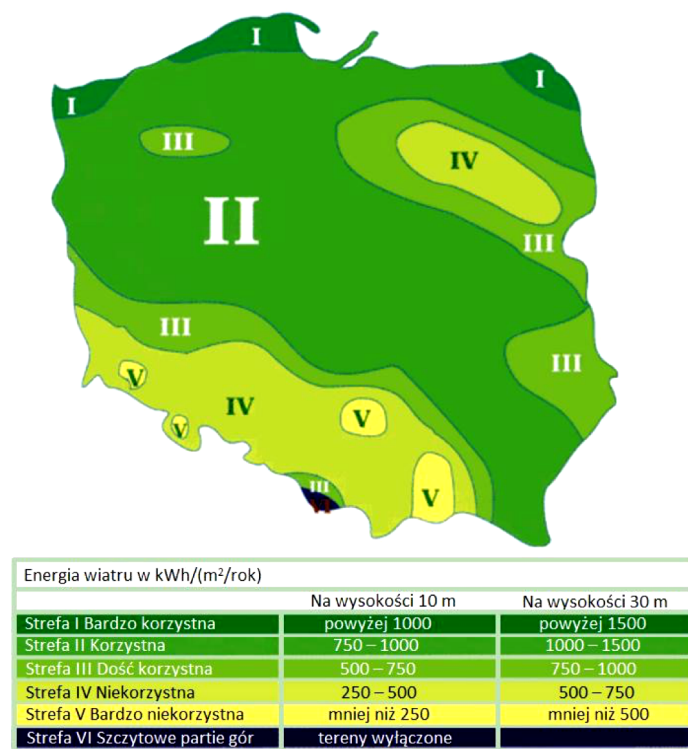 I
I
I
III
IV
II
III
III
III
V
IV
V
V
V
III
VI
Energia wiatru w kWh/(m²/rok)
Na wysokości 10 m Na wysokości 30 m
Strefa I Bardzo korzystna powyżej 1000 powyżej 1500
Strefa II Korzystna 750 – 1000 1000 – 1500
Strefa III Dość korzystna 500 – 750 750 – 1000
Strefa IV Niekorzystna 250 – 500 500 – 750
Strefa V Bardzo niekorzystna mniej niż 250 mniej niż 500
Strefa VI Szczytowe partie gór tereny wyłączone